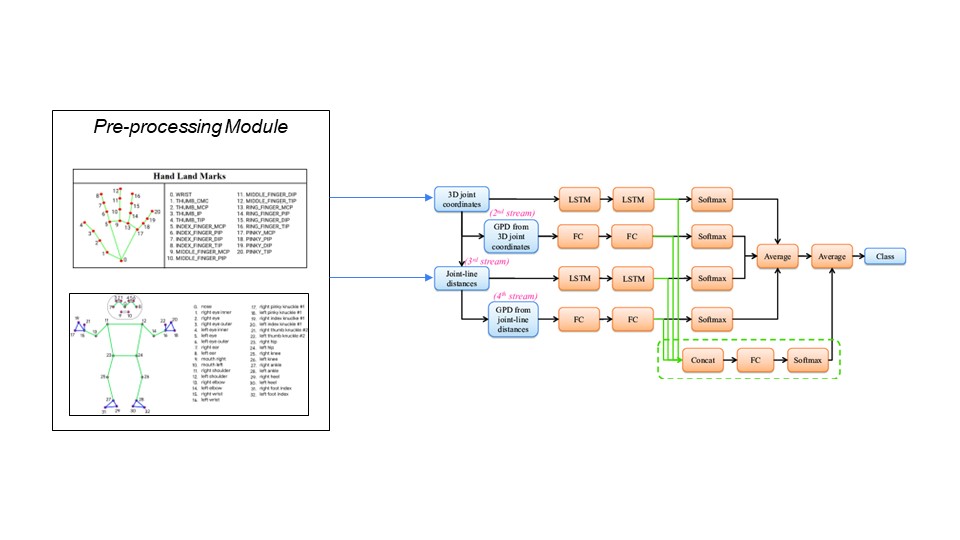 Pre-processing Module
Hand Land Marks
0. WRIST
1. THUMB_CMC
2. THUMB_MCP
3. THUMB_IP
4. THUMB_TIP
5. INDEX_FINGER_MCP
6. INDEX_FINGER_PIP
7. INDEX_FINGER_DIP
8. INDEX_FINGER_TIP
9. MIDDLE_FINGER_MCP
10. MIDDLE_FINGER_PIP
11. MIDDLE_FINGER_DIP
12. MIDDLE_FINGER_TIP
13. RING_FINGER_MCP
14. RING_FINGER_PIP
15. RING_FINGER_DIP
16. RING_FINGER_TIP
17. PINKY_MCP
18. PINKY_PIP
19. PINKY_DIP
20. PINKY_TIP
0. nose
1. right eye inner
2. right eye
3. right eye outer
4. left eye inner
5. left eye
6. left eye outer
7. right ear
8. left ear
9. mouth right
10. mouth left
11. right shoulder
12. left shoulder
13. right elbow
14. left elbow
15. right wrist
16. left wrist
17. right pinky knuckle #1
18. left pinky knuckle #1
19. right index knuckle #1
20. left index knuckle #1
21. right thumb knuckle #2
22. left thumb knuckle #2
23. right hip
24. left hip
25. right knee
26. left knee
27. right ankle
28. left ankle
29. right heel
30. left heel
31. right foot index
32. left foot index
3D joint
coordinates
LSTM
LSTM
Softmax
(2nd stream)
GPD from
3D joint
coordinates
FC
FC
Softmax
Average
Average
Class
(3rd stream)
Joint-line
distances
LSTM
LSTM
Softmax
(4th stream)
GPD from
joint-line
distances
FC
FC
Softmax
Concat
FC
Softmax